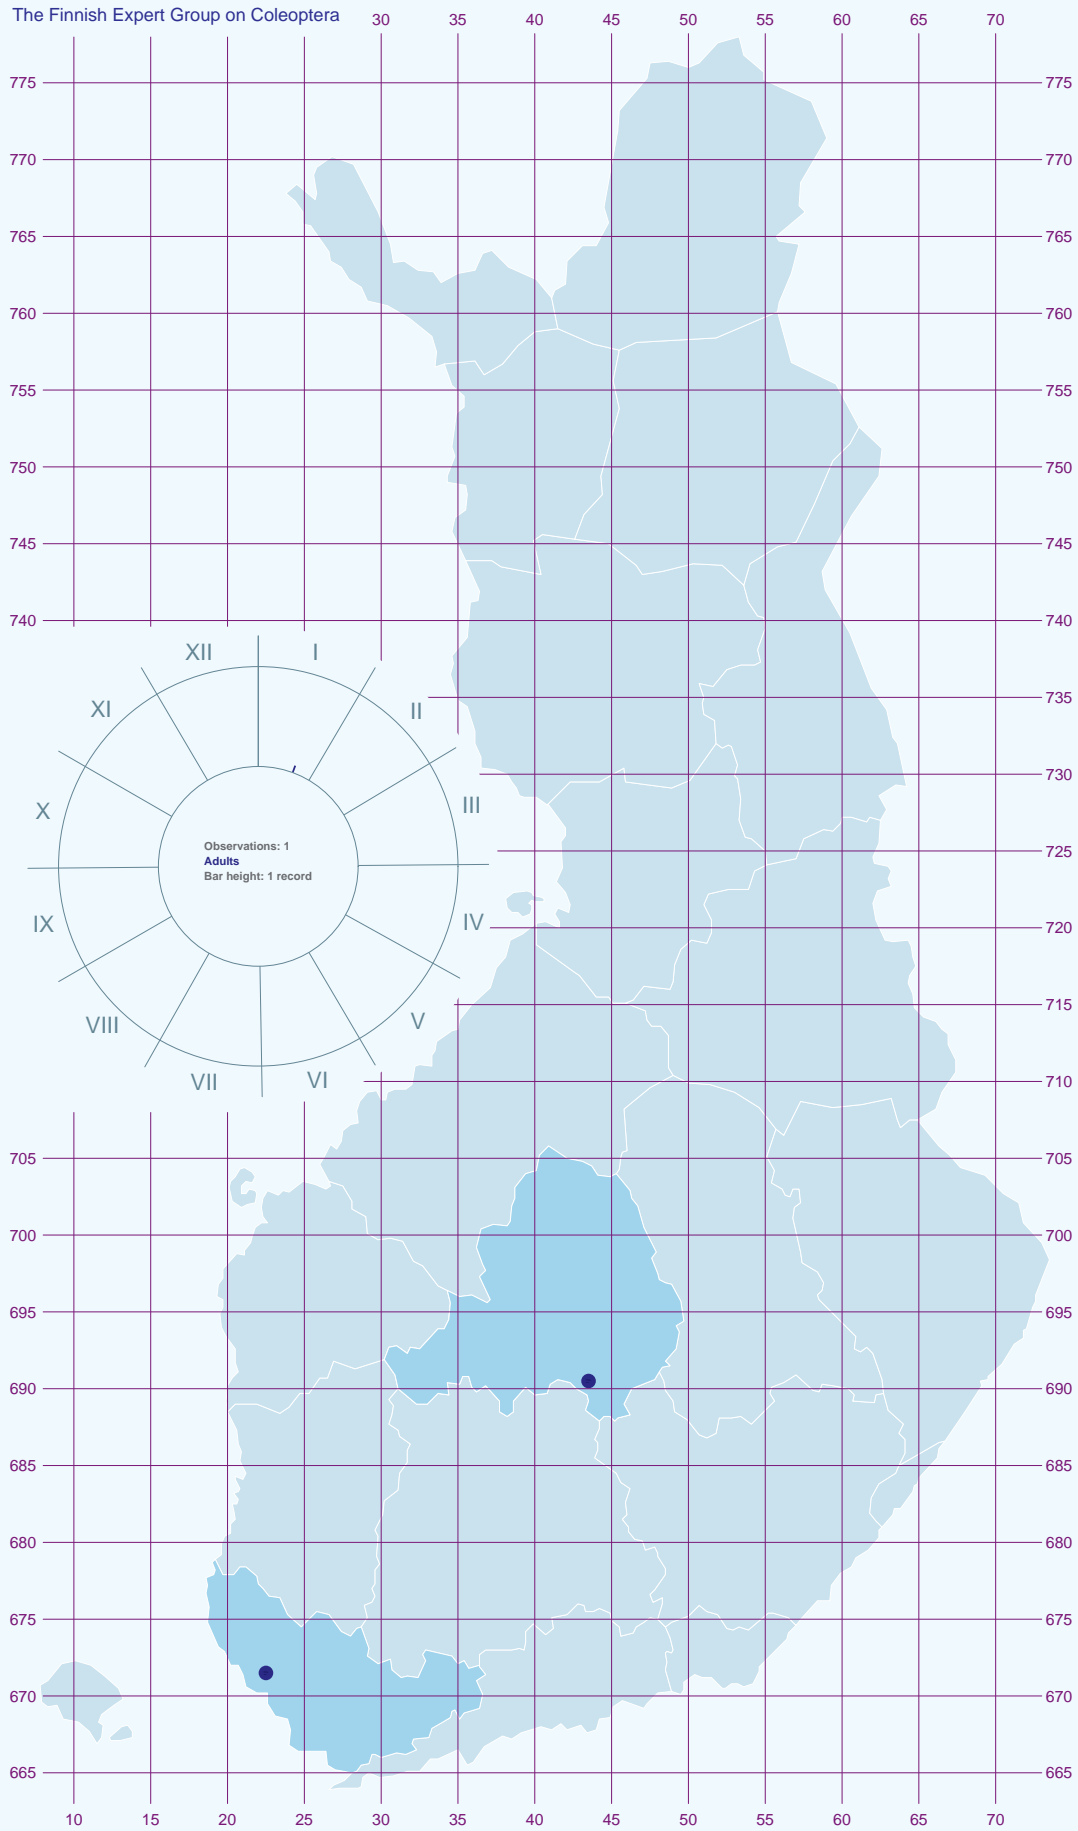 The Finnish Expert Group on Coleoptera 30 35 40 45 50 55 60 65 70
775 775
770 770
765 765
760 760
755 755
750 750
745 745
740 740
XII I
XI II
735
730
X III
725
Observations: 1
Adults
Bar height: 1 record
IX IV 720
715
VIII V
VII VI 710
705 705
700 700
695 695
690 690
685 685
680 680
675 675
670 670
665 665
10 15 20 25 30 35 40 45 50 55 60 65 70